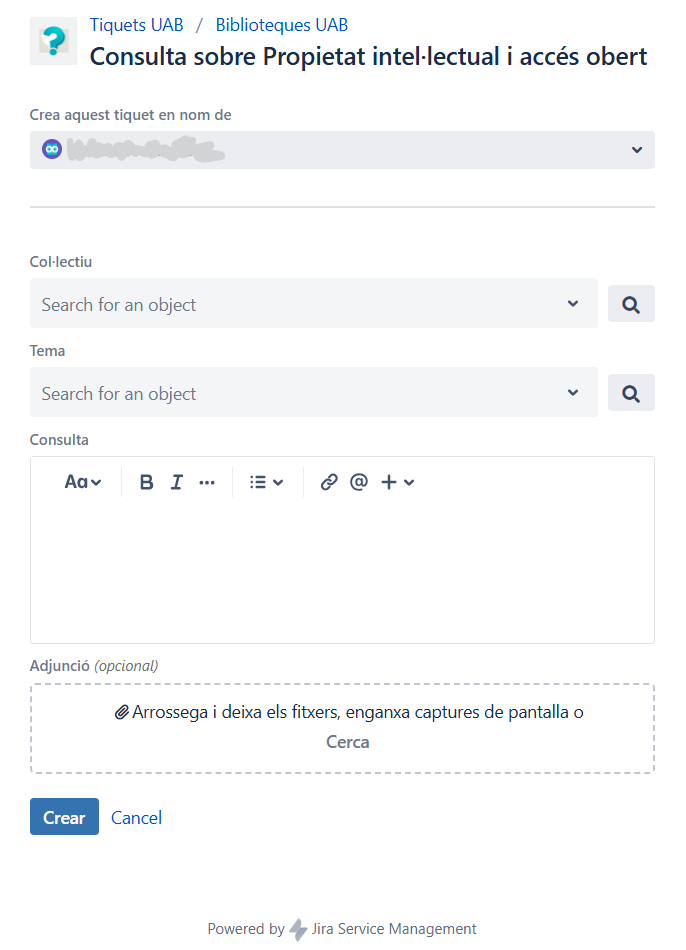 Tiquets UAB / Biblioteques UAB
Consulta sobre Propietat intel·lectual i accés obert
Crea aquest tiquet en nom de
Col·lectiu
Search for an object
Tema
Search for an object
Consulta
Aa B I ... @ +
Adjunció (opcional)
Arrossega i deixa els fitxers, enganxa captures de pantalla o
Cerca
Crear Cancel
Powered by Jira Service Management